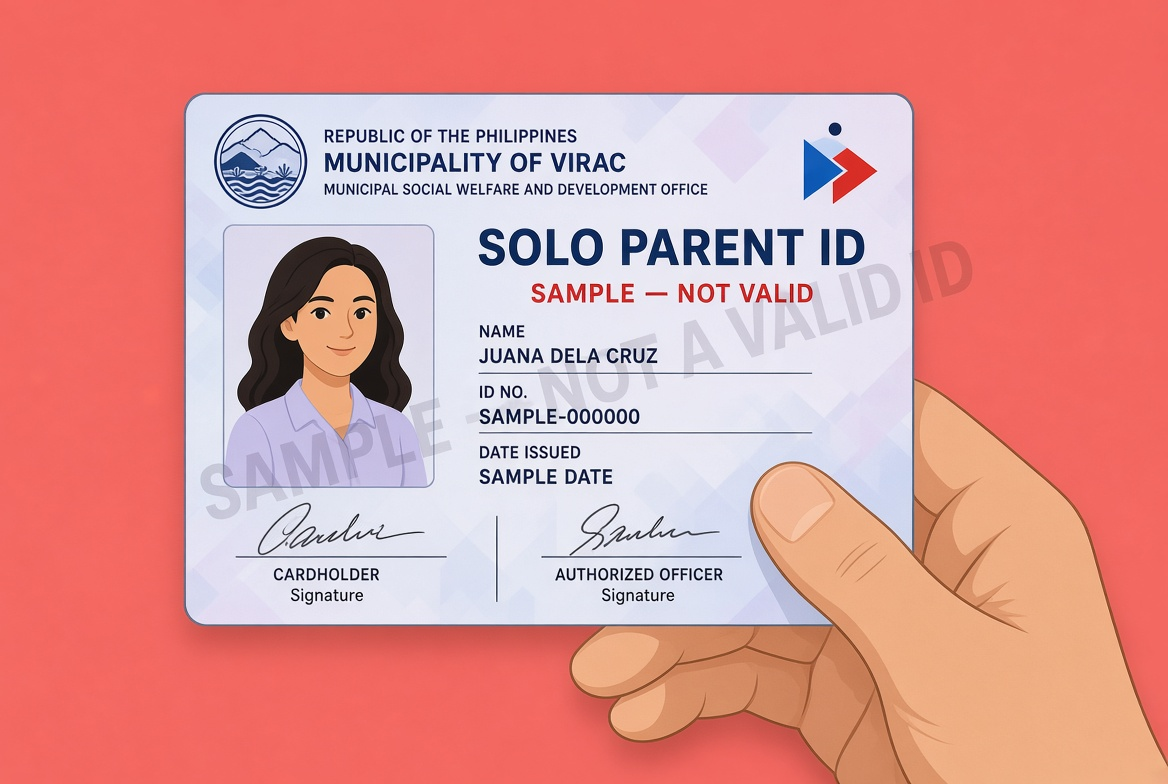 REPUBLIC OF THE PHILIPPINES
MUNICIPALITY OF VIRAC
MUNICIPAL SOCIAL WELFARE AND DEVELOPMENT OFFICE
SOLO PARENT ID
SAMPLE — NOT VALID
NAME
JUANA DELA CRUZ
ID NO.
SAMPLE-000000
DATE ISSUED
SAMPLE DATE
SAMPLE — NOT A VALID ID
CARDHOLDER
Signature
AUTHORIZED OFFICER
Signature